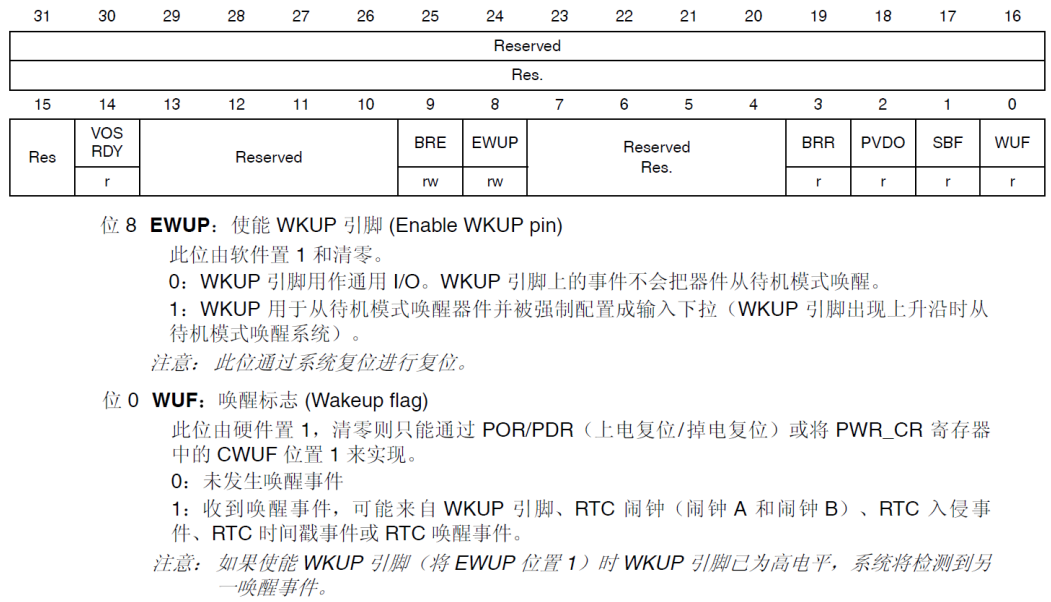 31 30 29 28 27 26 25 24 23 22 21 20 19 18 17 16
Reserved
Res.
15 14 13 12 11 10 9 8 7 6 5 4 3 2 1 0
Res VOS RDY Reserved BRE EWUP Reserved Res. BRR PVDO SBF WUF
r rw rw r r r r
位 8 EWUP：使能 WKUP 引脚 (Enable WKUP pin)
此位由软件置 1 和清零。
0：WKUP 引脚用作通用 I/O。WKUP 引脚上的事件不会把器件从待机模式唤醒。
1：WKUP 用于从待机模式唤醒器件并被强制配置成输入下拉（WKUP 引脚出现上升沿时从
待机模式唤醒系统）。
注意：此位通过系统复位进行复位。
位 0 WUF：唤醒标志 (Wakeup flag)
此位由硬件置 1，清零则只能通过 POR/PDR（上电复位/掉电复位）或将 PWR_CR 寄存器
中的 CWUF 位置 1 来实现。
0：未发生唤醒事件
1：收到唤醒事件，可能来自 WKUP 引脚、RTC 闹钟（闹钟 A 和闹钟 B）、RTC 入侵事
件、RTC 时间戳事件或 RTC 唤醒事件。
注意：如果使能 WKUP 引脚（将 EWUP 位置 1）时 WKUP 引脚已为高电平，系统将检测到另
一唤醒事件。